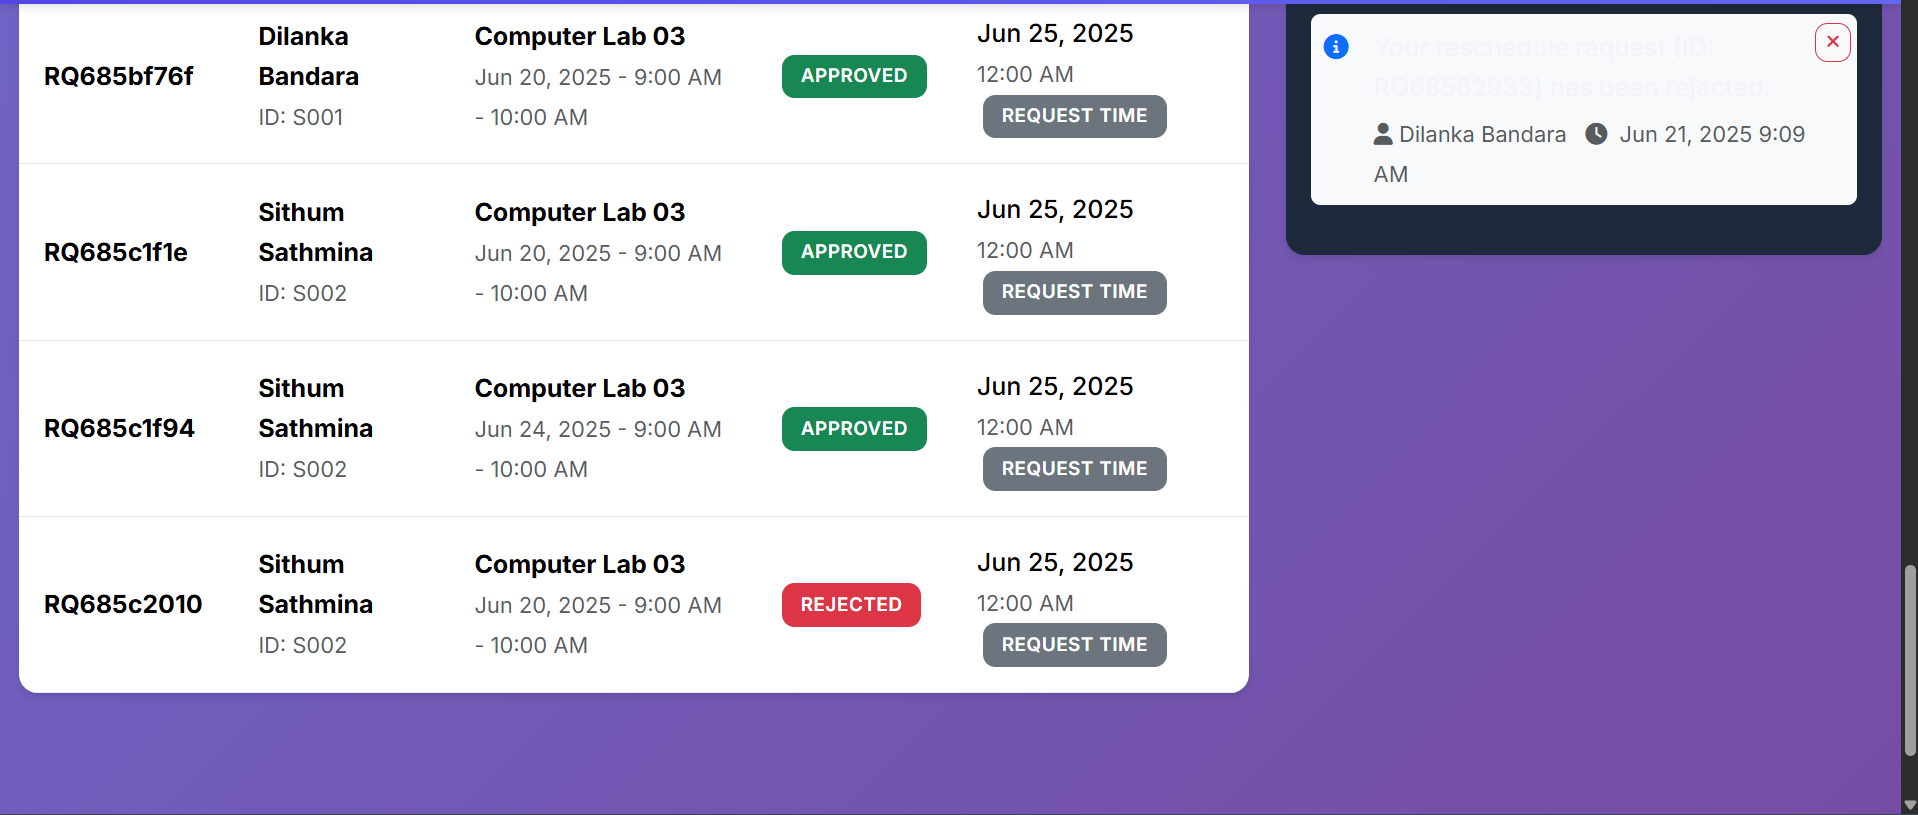 RQ685bf76f
Dilanka
Bandara
ID: S001
Computer Lab 03
Jun 20, 2025 - 9:00 AM
- 10:00 AM
APPROVED
Jun 25, 2025
12:00 AM
REQUEST TIME
RQ685c1f1e
Sithum
Sathmina
ID: S002
Computer Lab 03
Jun 20, 2025 - 9:00 AM
- 10:00 AM
APPROVED
Jun 25, 2025
12:00 AM
REQUEST TIME
RQ685c1f94
Sithum
Sathmina
ID: S002
Computer Lab 03
Jun 24, 2025 - 9:00 AM
- 10:00 AM
APPROVED
Jun 25, 2025
12:00 AM
REQUEST TIME
RQ685c2010
Sithum
Sathmina
ID: S002
Computer Lab 03
Jun 20, 2025 - 9:00 AM
- 10:00 AM
REJECTED
Jun 25, 2025
12:00 AM
REQUEST TIME
Your reschedule request (ID:
RQ68562933) has been rejected.
Dilanka Bandara Jun 21, 2025 9:09
AM